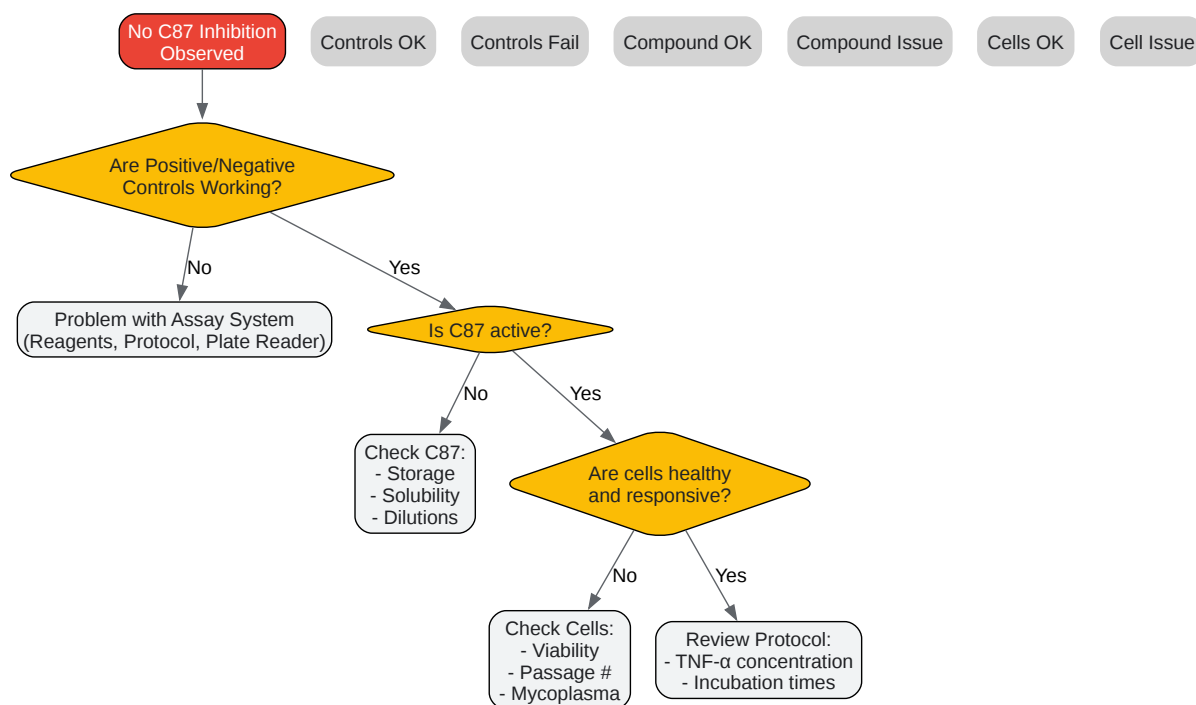 No C87 Inhibition
Observed
Controls OK
Controls Fail
Compound OK
Compound Issue
Cells OK
Cell Issue
Are Positive/Negative
Controls Working?
No
Yes
Problem with Assay System
(Reagents, Protocol, Plate Reader)
Is C87 active?
No
Yes
Check C87:
- Storage
- Solubility
- Dilutions
Are cells healthy
and responsive?
No
Yes
Check Cells:
- Viability
- Passage #
- Mycoplasma
Review Protocol:
- TNF-α concentration
- Incubation times